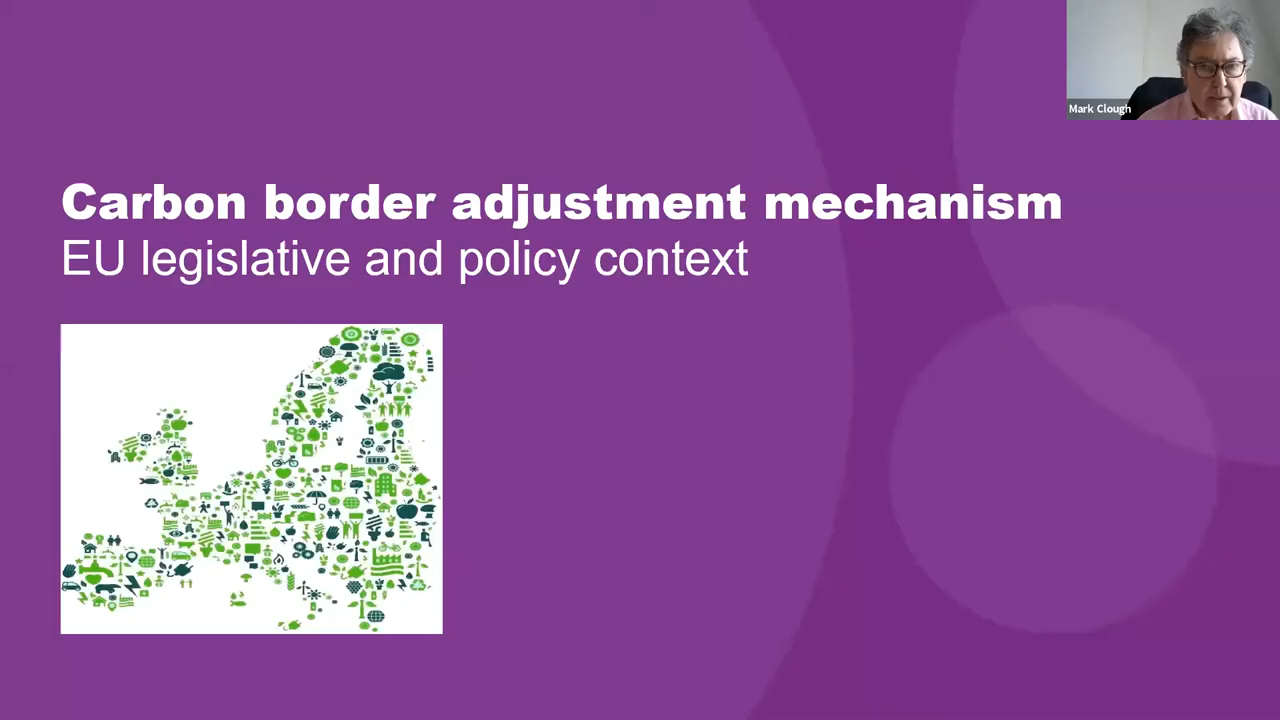 Mark Clough
Carbon border adjustment mechanism
EU legislative and policy context